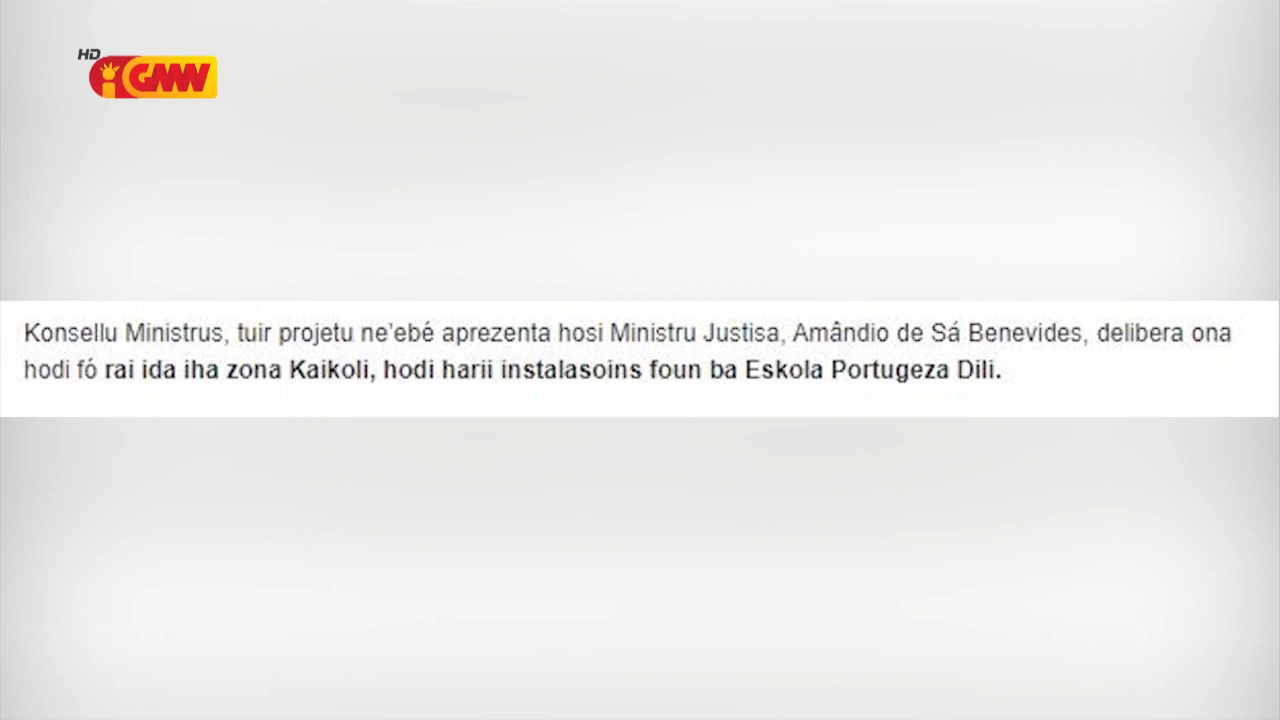 HD
GMN
Konsellu Ministrus, tuir projetu ne'ebé aprezenta hosi Ministru Justisa, Amândio de Sá Benevides, delibera ona
hodi fó rai ida iha zona Kaikoli, hodi harii instalasoins foun ba Eskola Portugeza Dili.